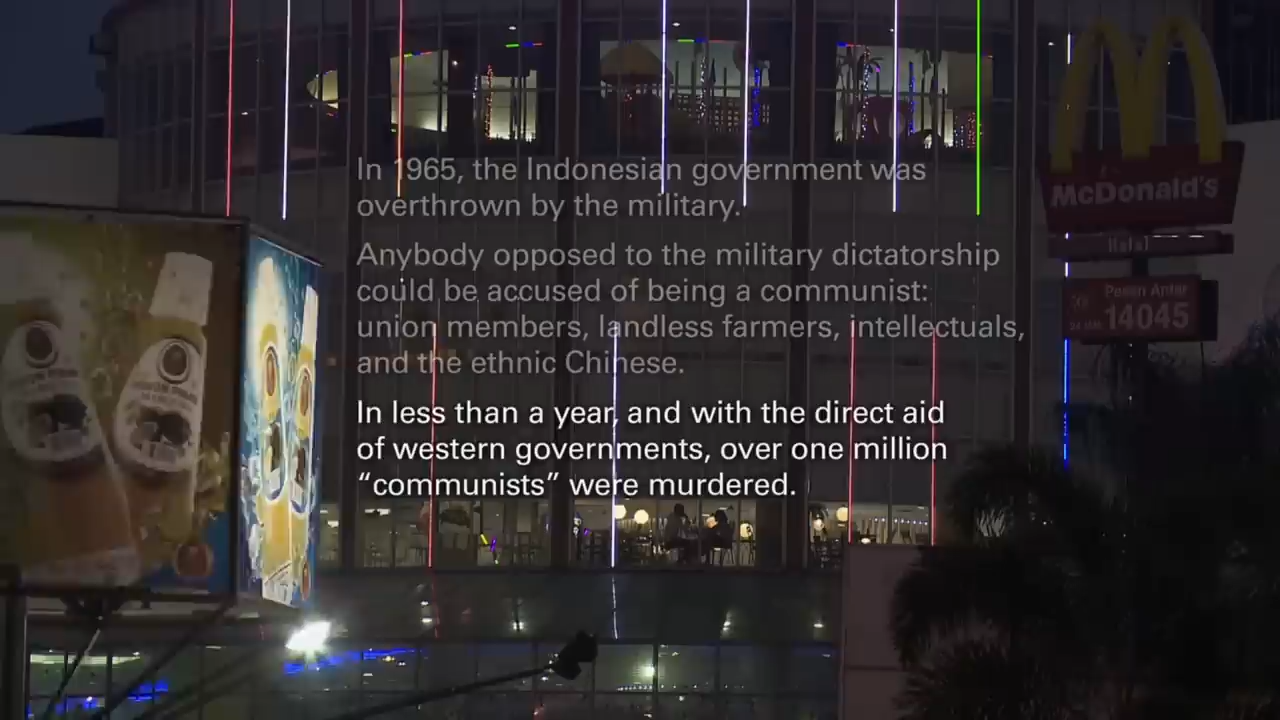 In 1965, the Indonesian government was
overthrown by the military.
Anybody opposed to the military dictatorship
could be accused of being a communist:
union members, landless farmers, intellectuals,
and the ethnic Chinese.
In less than a year, and with the direct aid
of western governments, over one million
“communists” were murdered.
McDonald's
Halal
Pesan Antar
24 JAM 14045